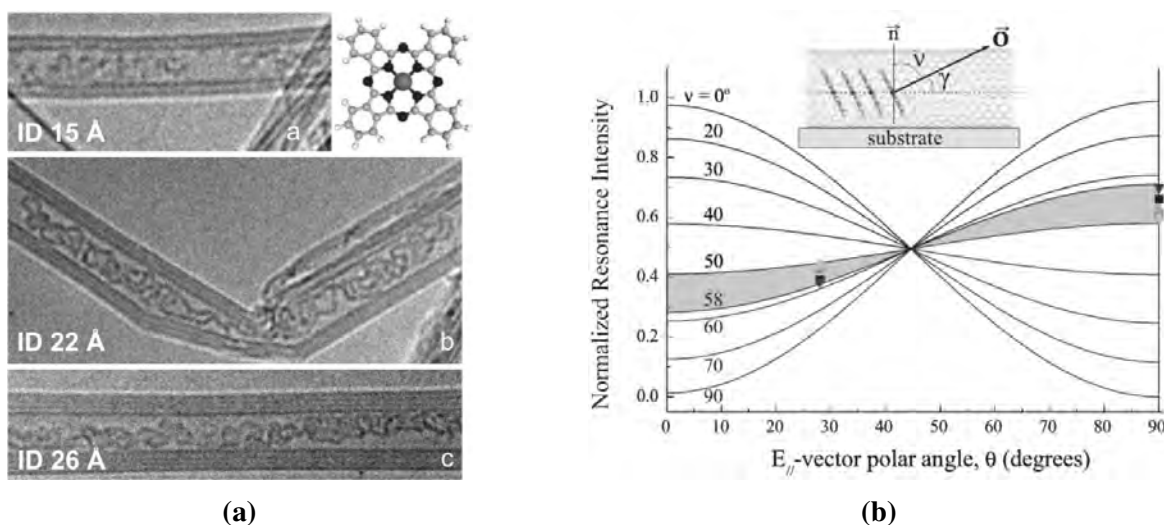 ID 15 Å
a
ID 22 Å
b
ID 26 Å
c
(a)
n
O
ν
γ
substrate
Normalized Resonance Intensity
1.0
0.8
0.6
0.4
0.2
0.0
ν = 0º
20
30
40
50
58
60
70
90
0
10
20
30
40
50
60
70
80
90
E//-vector polar angle, θ (degrees)
(b)